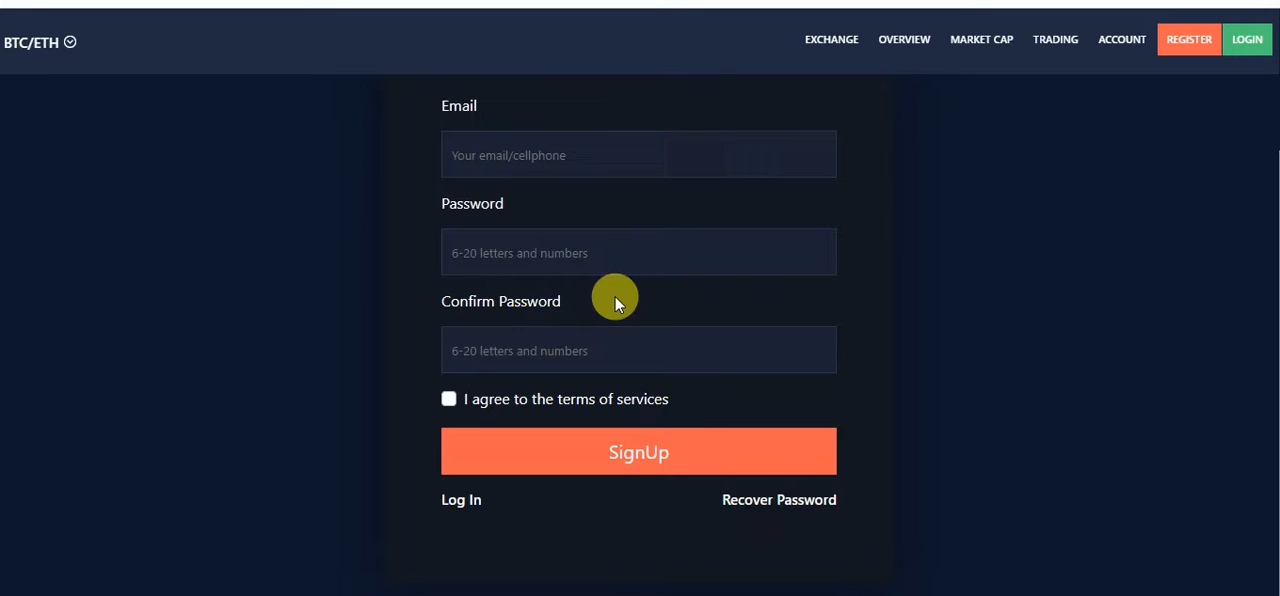 BTC/ETH
EXCHANGE OVERVIEW MARKET CAP TRADING ACCOUNT REGISTER LOGIN
Email
Your email/cellphone
Password
6-20 letters and numbers
Confirm Password
6-20 letters and numbers
I agree to the terms of services
SignUp
Log In Recover Password